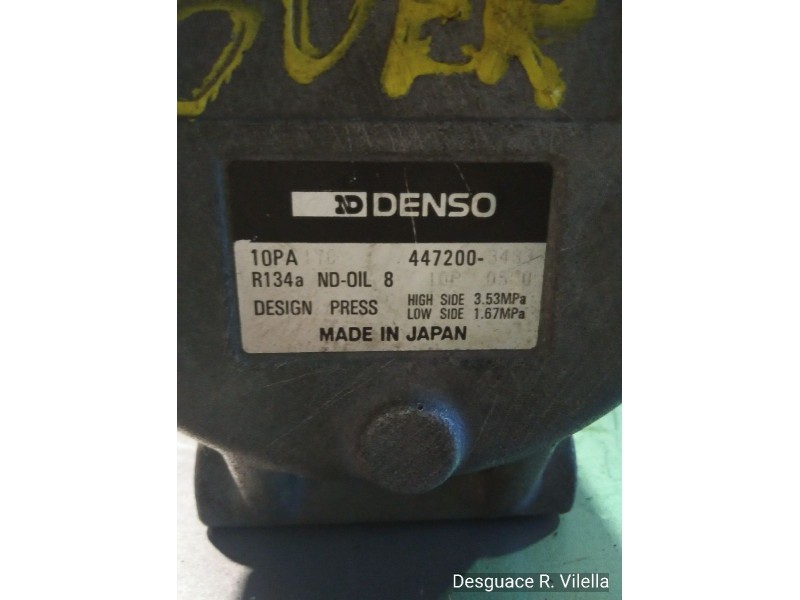 ND DENSO
10PA 447200-
R134a ND-OIL 8
DESIGN PRESS HIGH SIDE 3.53MPa
LOW SIDE 1.67MPa
MADE IN JAPAN
Desguace R. Vilella